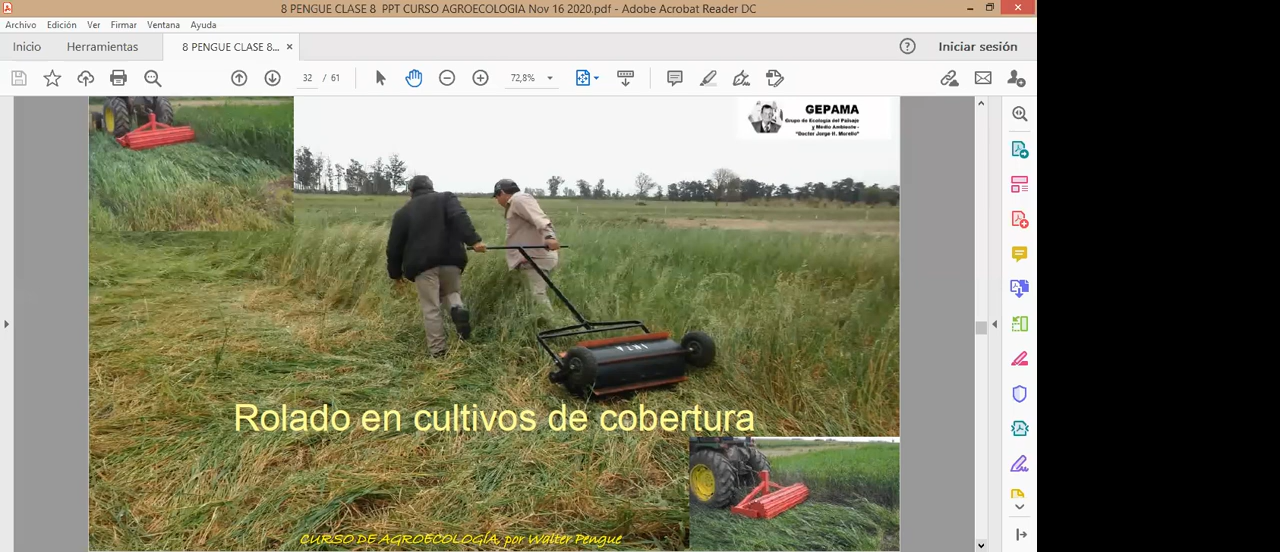 8 PENGUE CLASE 8 PPT CURSO AGROECOLOGIA Nov 16 2020.pdf - Adobe Acrobat Reader DC
Archivo Edición Ver Firmar Ventana Ayuda
Inicio Herramientas 8 PENGUE CLASE 8... × Iniciar sesión
32 / 61 72,8%
GEPAMA
Grupo de Ecología del Paisaje
y Medio Ambiente -
"Doctor Jorge H. Morello"
Rolado en cultivos de cobertura
CURSO DE AGROECOLOGÍA, por Walter Pengue